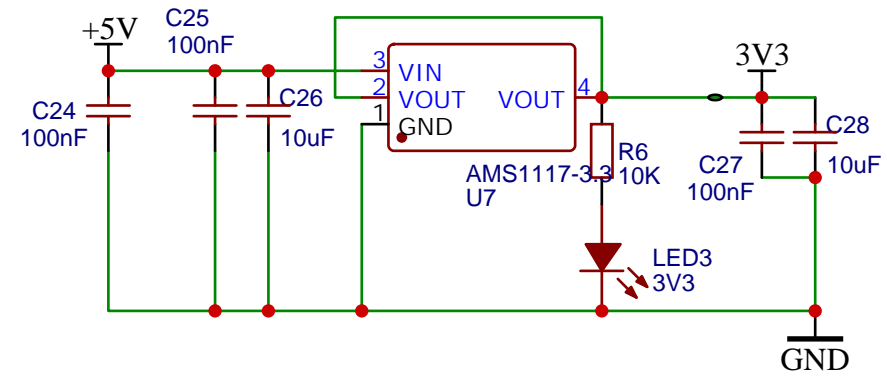 +5V
C25
100nF
C24
100nF
C26
10uF
3
2
1
VIN
VOUT
GND
VOUT
4
AMS1117-3.3
U7
R6
10K
LED3
3V3
3V3
C27
100nF
C28
10uF
GND